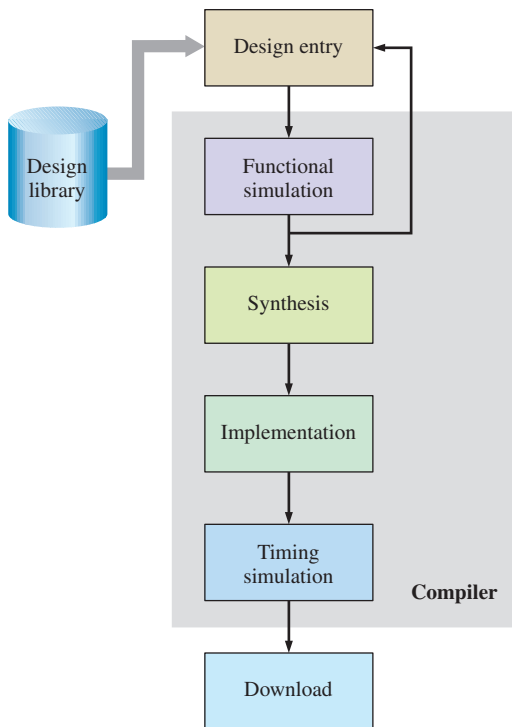 Design entry
Design
library
Functional
simulation
Synthesis
Implementation
Timing
simulation
Compiler
Download